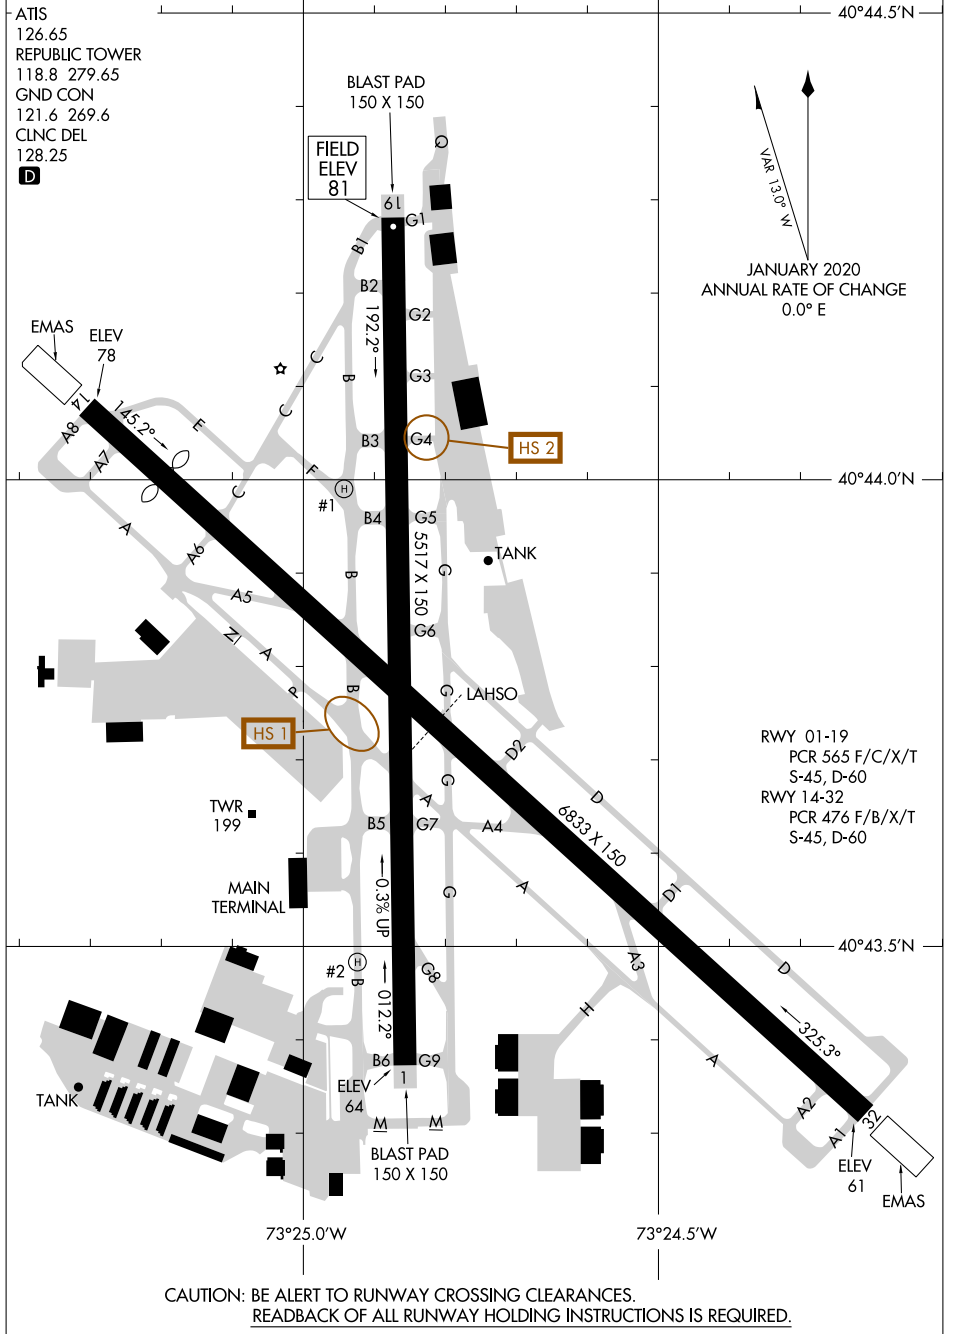 ATIS
126.65
REPUBLIC TOWER
118.8 279.65
GND CON
121.6 269.6
CLNC DEL
128.25
D
40°44.5'N
BLAST PAD
150 X 150
FIELD
ELEV
81
VAR 13.0° W
JANUARY 2020
ANNUAL RATE OF CHANGE
0.0° E
Q
19
G1
B1
B2
G2
192.2°
EMAS
ELEV
78
C
B
G3
14
145.2°
E
C
A8
A7
B3
G4
HS 2
F
C
H
#1
40°44.0'N
A
B4
G5
A6
5517 X 150
TANK
B
G
A5
G6
Z
A
P
B
G
LAHSO
HS 1
D2
RWY 01-19
PCR 565 F/C/X/T
S-45, D-60
RWY 14-32
PCR 476 F/B/X/T
S-45, D-60
G
D
A
TWR
199
B5
G7
A4
6833 X 150
MAIN
TERMINAL
0.3% UP
G
A
D1
40°43.5'N
#2
H
B
G8
A3
D
012.2°
H
325.3°
B6
G9
A
TANK
ELEV
64
1
A2
M
M
A1
32
BLAST PAD
150 X 150
ELEV
61
EMAS
73°25.0'W
73°24.5'W
CAUTION: BE ALERT TO RUNWAY CROSSING CLEARANCES.
READBACK OF ALL RUNWAY HOLDING INSTRUCTIONS IS REQUIRED.